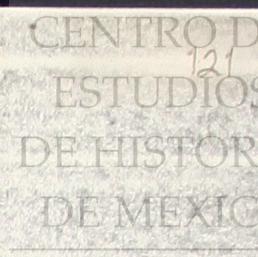 CENTRO D
121
ESTUDIOS
DE HISTOR
DE MEXIC